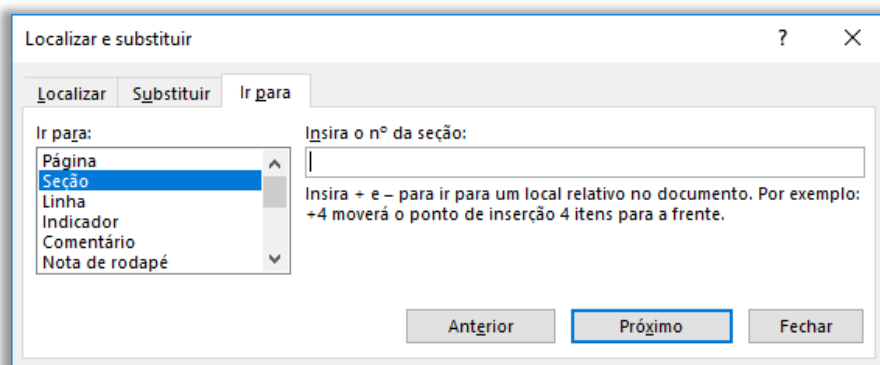 Localizar e substituir ?
Localizar Substituir Ir para
Ir para:
Página
Seção
Linha
Indicador
Comentário
Nota de rodapé
Insira o nº da seção:
Insira + e – para ir para um local relativo no documento. Por exemplo:
+4 moverá o ponto de inserção 4 itens para a frente.
Anterior Próximo Fechar